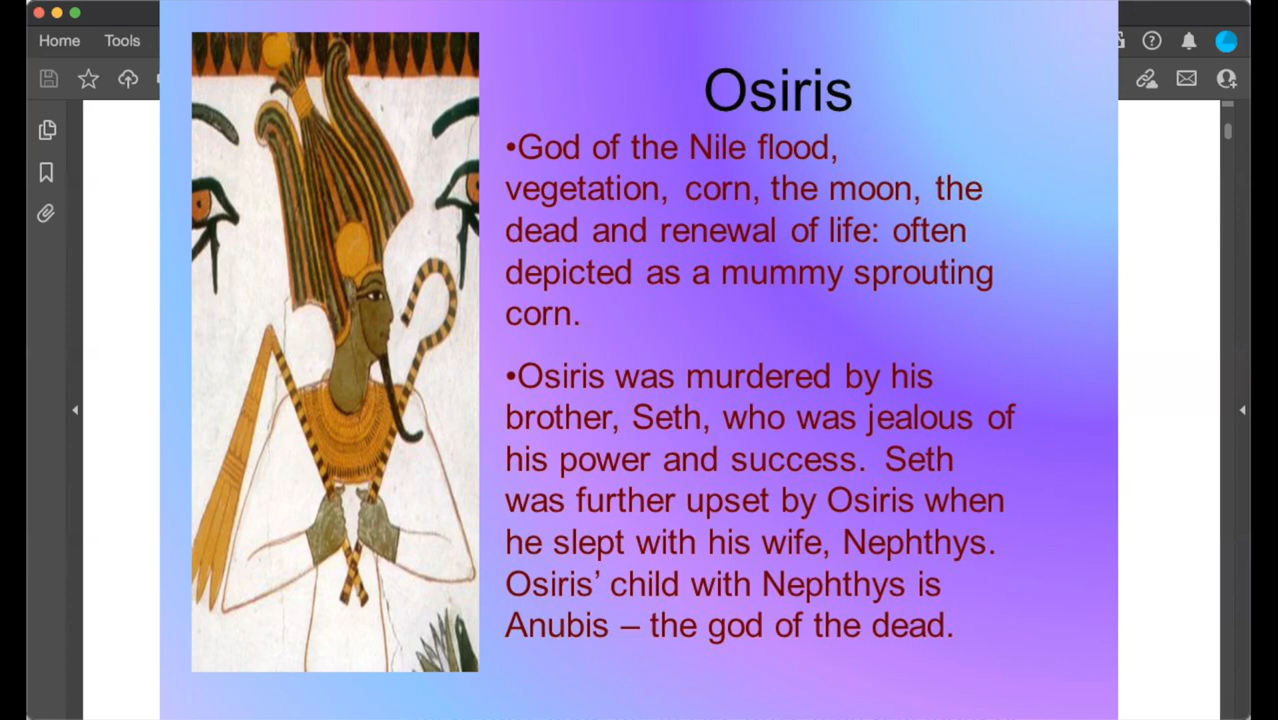 Home Tools
Osiris
•God of the Nile flood,
vegetation, corn, the moon, the
dead and renewal of life: often
depicted as a mummy sprouting
corn.
•Osiris was murdered by his
brother, Seth, who was jealous of
his power and success. Seth
was further upset by Osiris when
he slept with his wife, Nephthys.
Osiris’ child with Nephthys is
Anubis – the god of the dead.